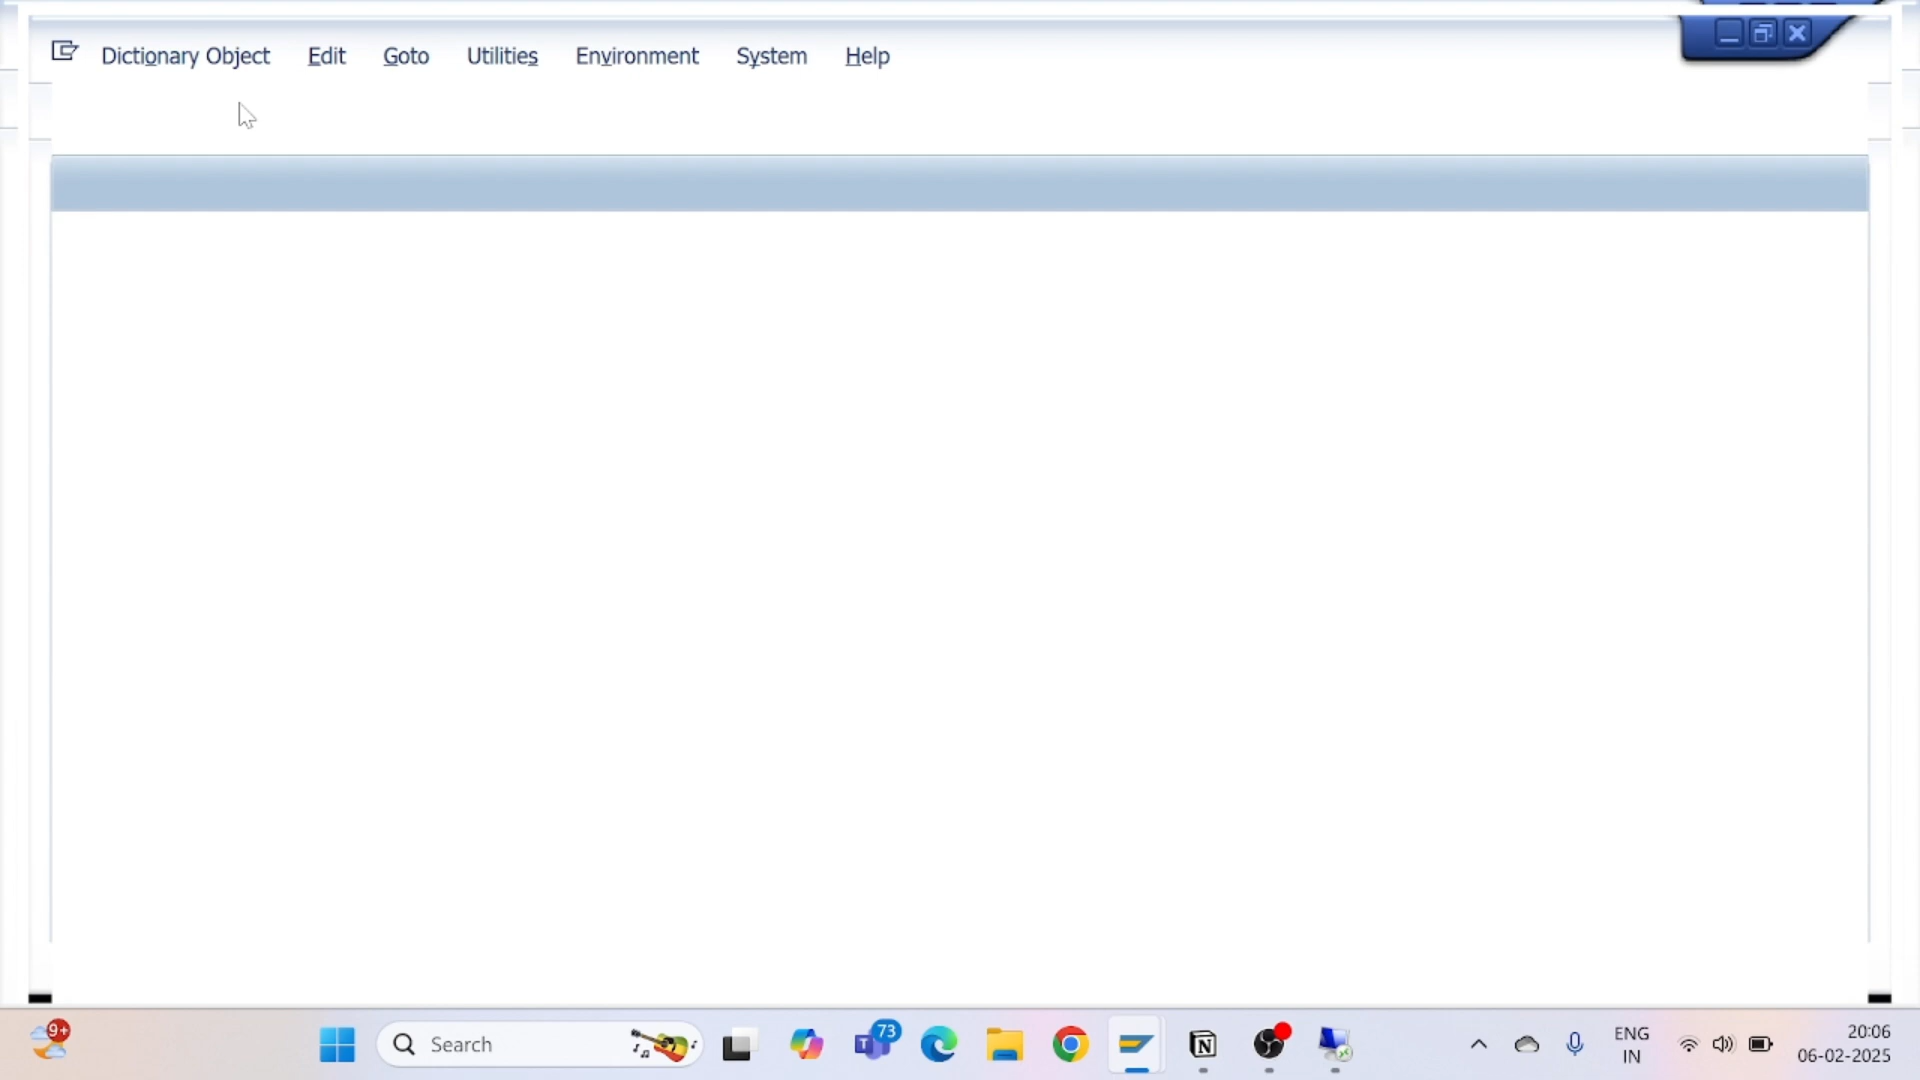 Dictionary Object Edit Goto Utilities Environment System Help
9+
Search
73
ENG
IN
20:06
06-02-2025